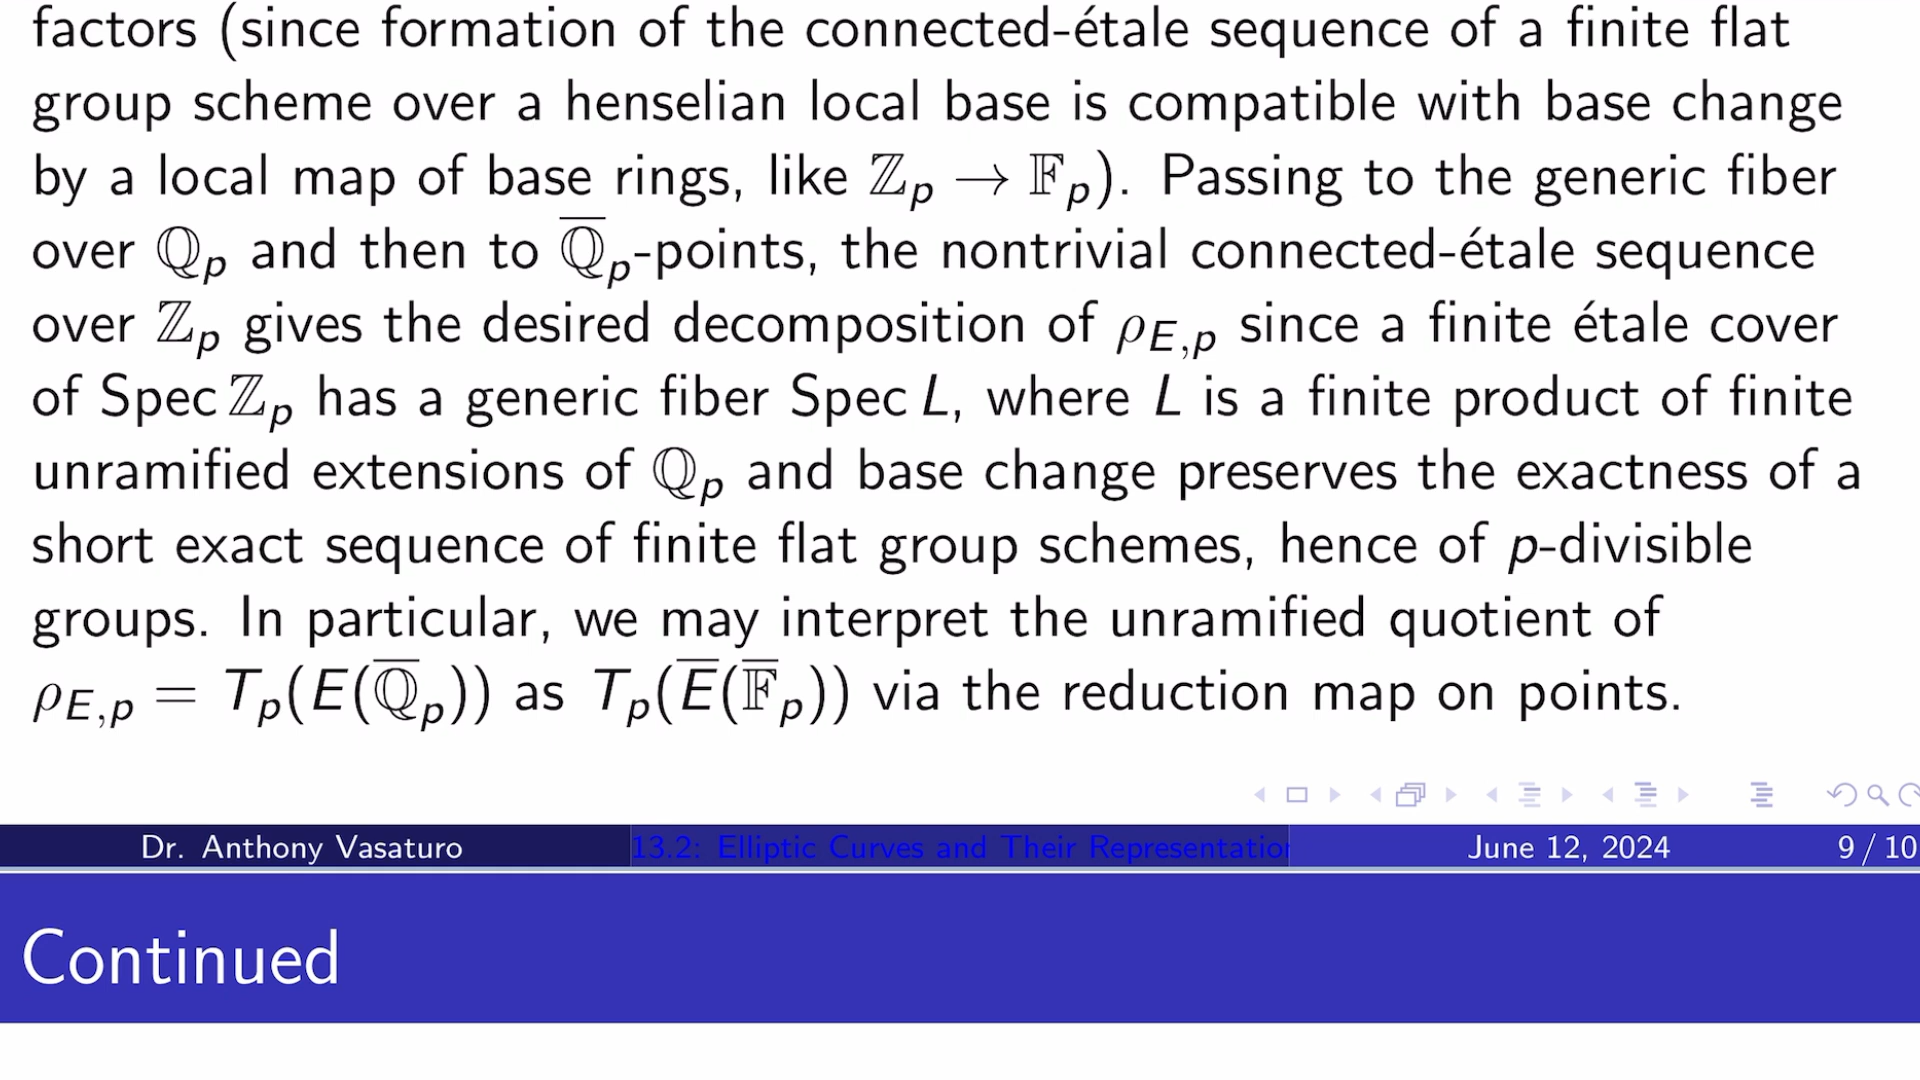 factors (since formation of the connected-étale sequence of a finite flat
group scheme over a henselian local base is compatible with base change
by a local map of base rings, like ℤ_p → 𝔽_p). Passing to the generic fiber
over ℚ_p and then to ℚ̅_p-points, the nontrivial connected-étale sequence
over ℤ_p gives the desired decomposition of ρ_{E,p} since a finite étale cover
of Spec ℤ_p has a generic fiber Spec L, where L is a finite product of finite
unramified extensions of ℚ_p and base change preserves the exactness of a
short exact sequence of finite flat group schemes, hence of p-divisible
groups. In particular, we may interpret the unramified quotient of
ρ_{E,p} = T_p(E(ℚ̅_p)) as T_p(E̅(𝔽̅_p)) via the reduction map on points.
Dr. Anthony Vasaturo 13.2: Elliptic Curves and Their Representation June 12, 2024 9 / 10
Continued